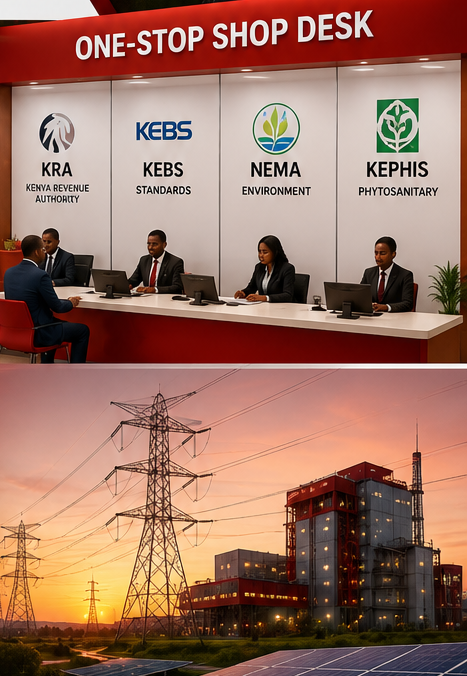 ONE-STOP SHOP DESK
KRA
KENYA REVENUE
AUTHORITY
KEBS
KEBS
STANDARDS
NEMA
ENVIRONMENT
KEPHIS
PHYTOSANITARY